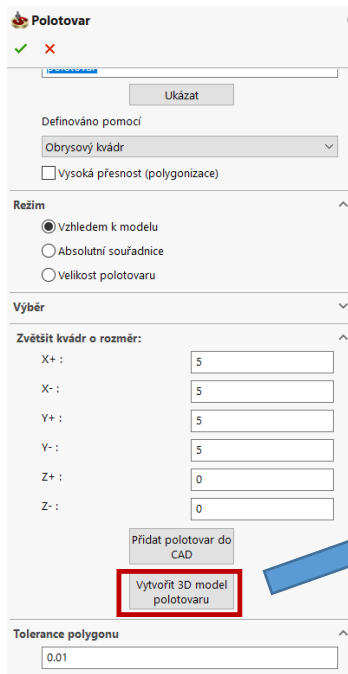 Polotovar
polotovar
Ukázat
Definováno pomocí
Obrysový kvádr
Vysoká přesnost (polygonizace)
Režim
Vzhledem k modelu
Absolutní souřadnice
Velikost polotovaru
Výběr
Zvětšit kvádr o rozměr:
X+ : 5
X- : 5
Y+ : 5
Y- : 5
Z+ : 0
Z- : 0
Přidat polotovar do
CAD
Vytvořit 3D model
polotovaru
Tolerance polygonu
0.01